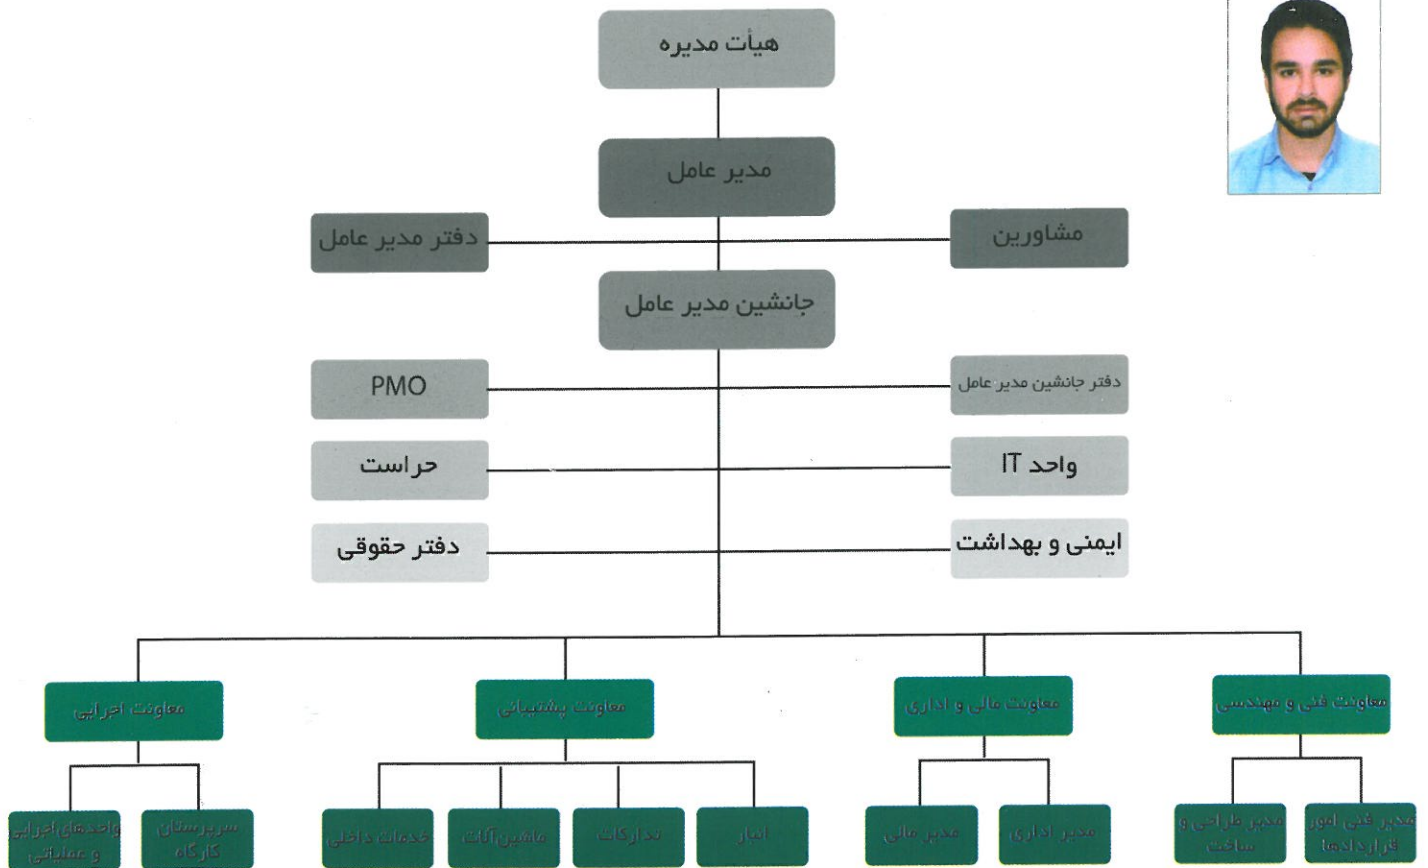 هیأت مدیره
مدیر عامل
مشاورین
دفتر مدیر عامل
جانشین مدیر عامل
دفتر جانشین مدیر عامل
PMO
واحد IT
حراست
ایمنی و بهداشت
دفتر حقوقی
معاونت فنی و مهندسی
معاونت مالی و اداری
معاونت پشتیبانی
معاونت اجرایی
مدیر فنی امور
قراردادها
مدیر طراحی و
ساخت
مدیر اداری
مدیر مالی
انبار
تدارکات
ماشین‌آلات
خدمات داخلی
سرپرستان
کارگاه
واحدهای اجرایی
و عملیاتی